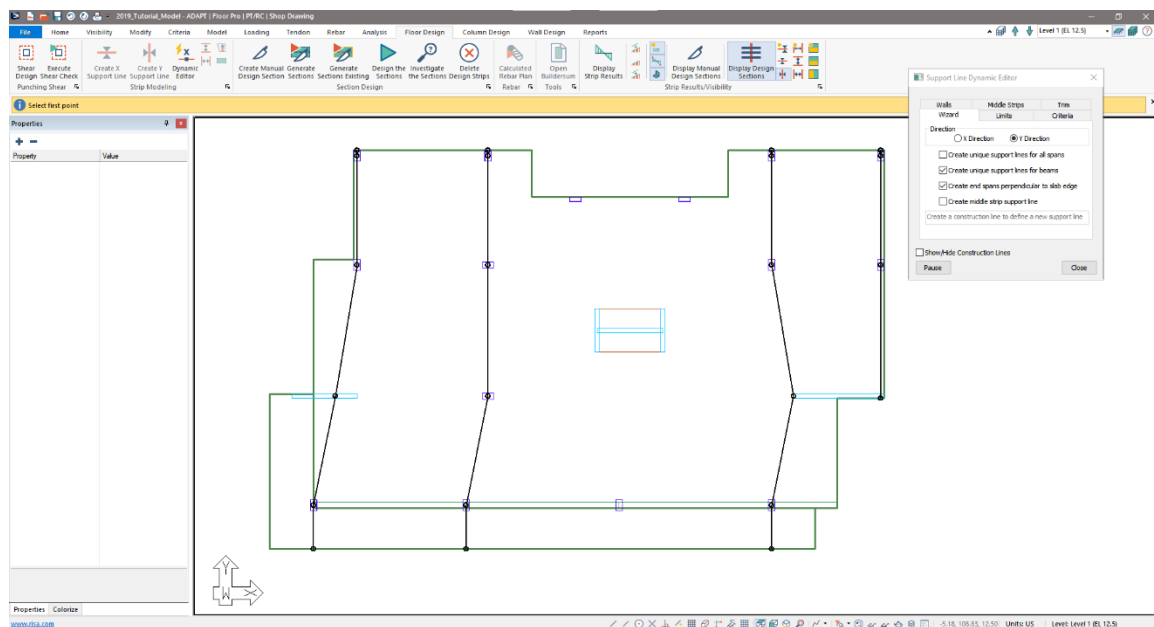 2019_Tutorial_Model - ADAPT | Floor Pro | PT/RC | Shop Drawing
File Home Visibility Modify Criteria Model Loading Tendon Rebar Analysis Floor Design Column Design Wall Design Reports Level 1 (EL 12.5)
Shear Execute Create X Create Y Dynamic Create Manual Generate Generate Design the Investigate Delete Calculated Open Display Display Manual Display Design
Design Shear Check Support Line Support Line Editor Design Section Sections Sections Existing Sections the Sections Design Strips Rebar Plan Buildersum Strip Results Design Sections Sections
Punching Shear Strip Modeling Section Design Rebar Tools Strip Results/Visibility
Select first point
Properties
Property Value
Support Line Dynamic Editor
Walls Middle Strips Trim
Wizard Limits Criteria
Direction
X Direction Y Direction
Create unique support lines for all spans
Create unique support lines for beams
Create end spans perpendicular to slab edge
Create middle strip support line
Create a construction line to define a new support line
Show/Hide Construction Lines
Pause Close
Y
W X
Properties Colorize
www.risa.com -5.18, 106.83, 12.50 Units: US Level: Level 1 (EL 12.5)